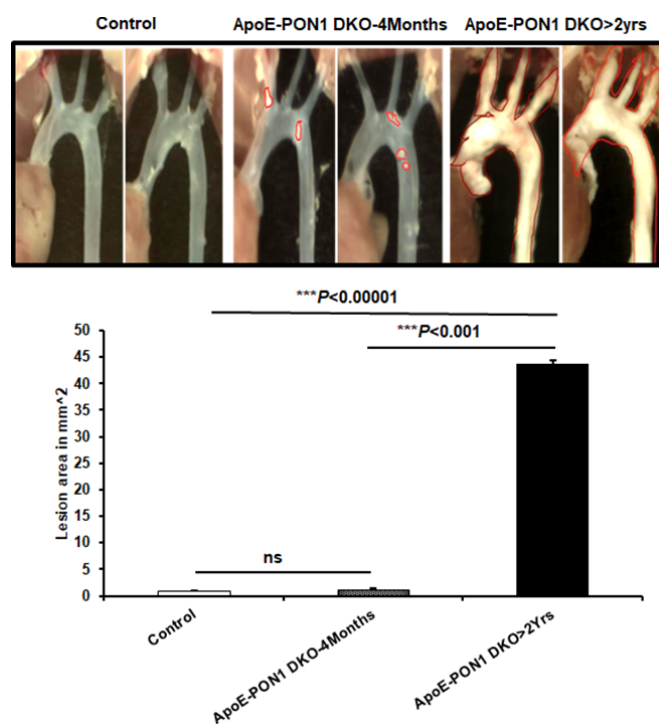 Control ApoE-PON1 DKO-4Months ApoE-PON1 DKO>2yrs
***P<0.00001
***P<0.001
50
45
40
35
30
25
20
15
10
5
0
Lesion area in mm^2
ns
Control
ApoE-PON1 DKO-4Months
ApoE-PON1 DKO>2Yrs